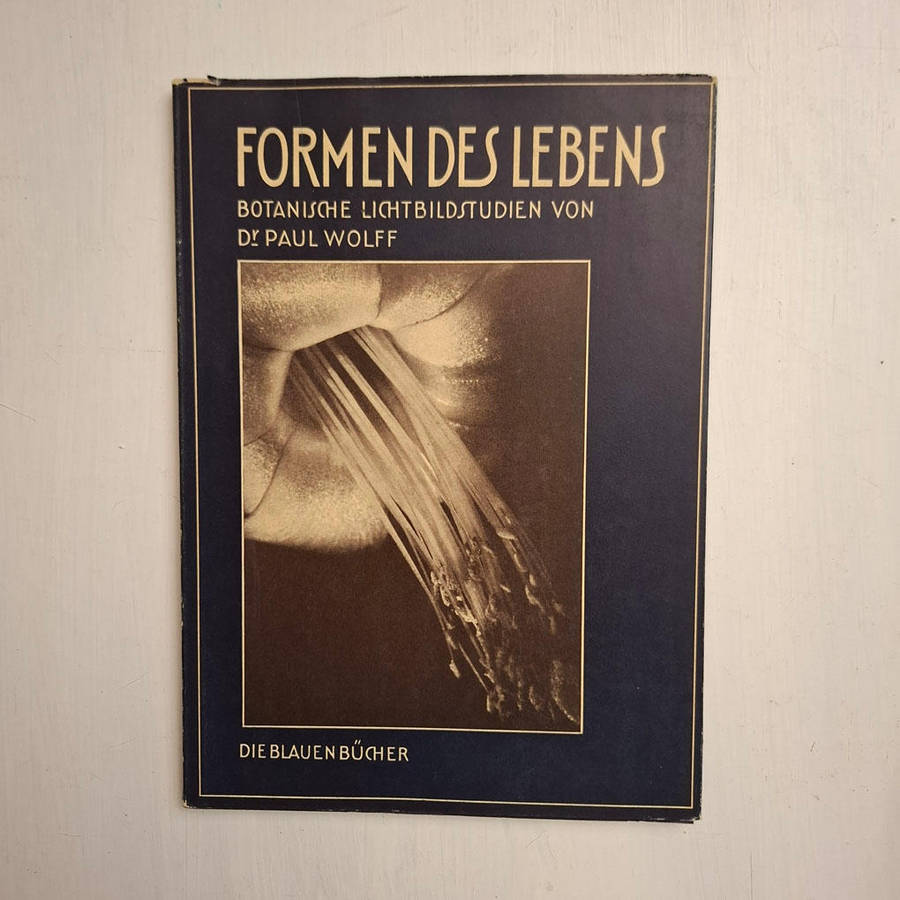 FORMEN DES LEBENS
BOTANISCHE LICHTBILDSTUDIEN VON
Dr PAUL WOLFF
DIE BLAUEN BÜCHER